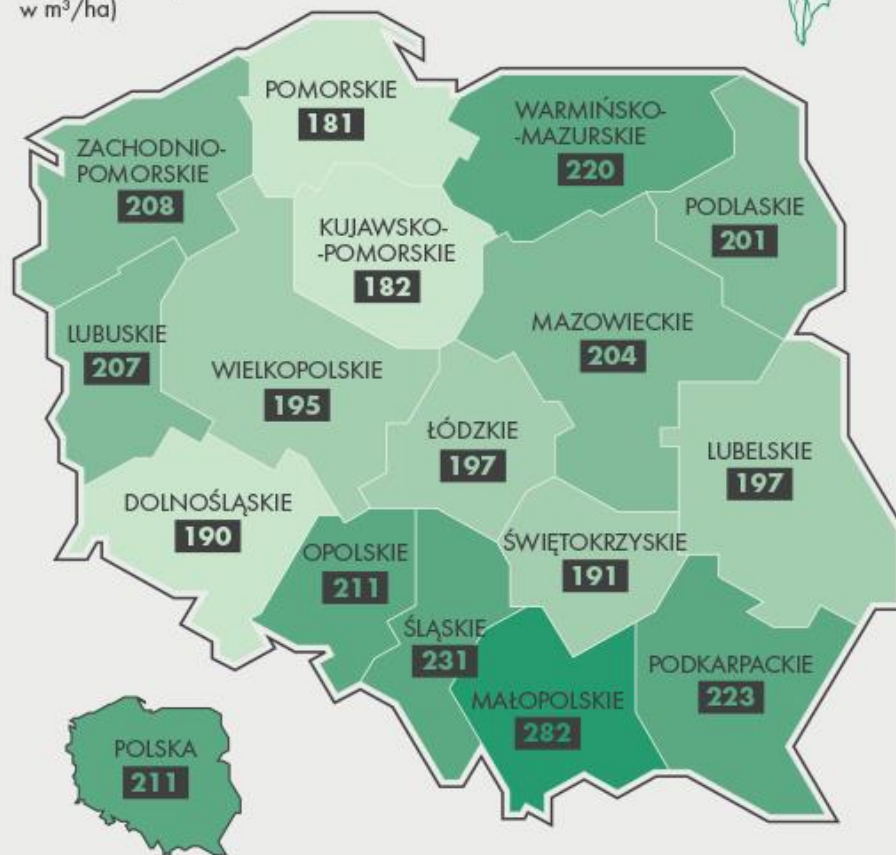 w m³/ha)
POMORSKIE
181
WARMIŃSKO-
-MAZURSKIE
220
ZACHODNIO-
POMORSKIE
208
PODLASKIE
201
KUJAWSKO-
-POMORSKIE
182
LUBUSKIE
207
MAZOWIECKIE
204
WIELKOPOLSKIE
195
ŁÓDZKIE
197
LUBELSKIE
197
DOLNOŚLĄSKIE
190
OPOLSKIE
211
ŚWIĘTOKRZYSKIE
191
ŚLĄSKIE
231
PODKARPACKIE
223
MAŁOPOLSKIE
282
POLSKA
211